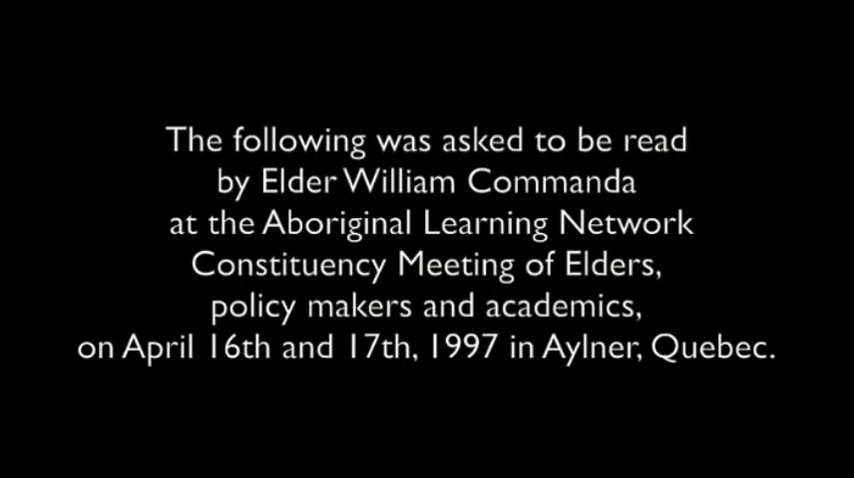 The following was asked to be read
by Elder William Commanda
at the Aboriginal Learning Network
Constituency Meeting of Elders,
policy makers and academics,
on April 16th and 17th, 1997 in Aylner, Quebec.